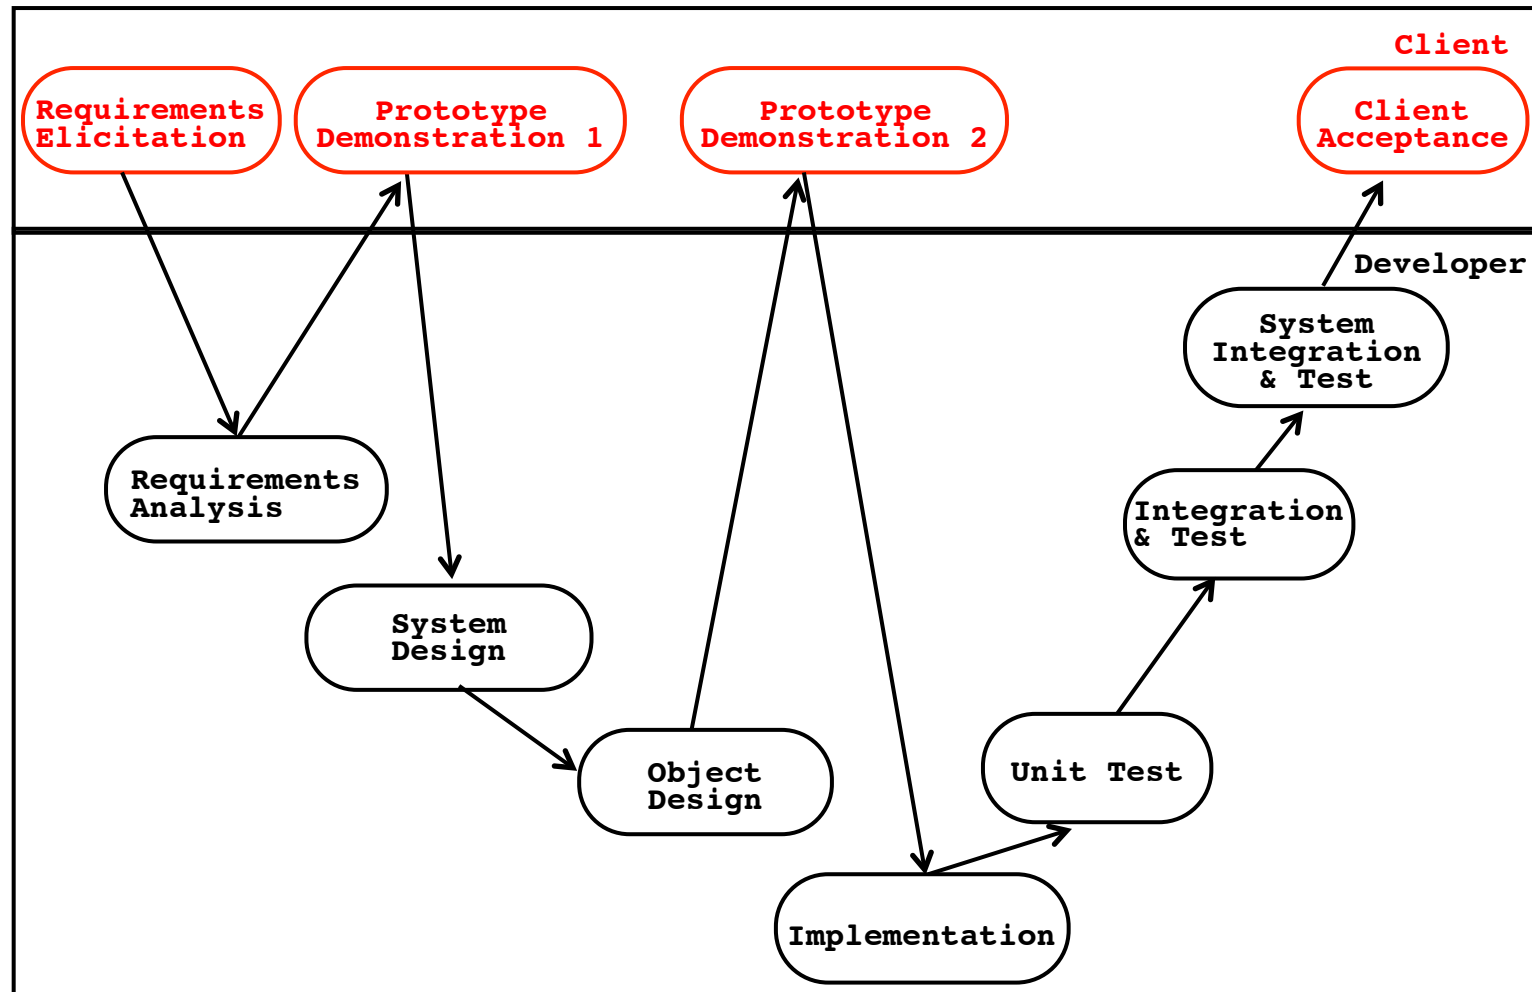 Client
Requirements
Elicitation
Prototype
Demonstration 1
Prototype
Demonstration 2
Client
Acceptance
Developer
System
Integration
& Test
Requirements
Analysis
Integration
& Test
System
Design
Object
Design
Unit Test
Implementation